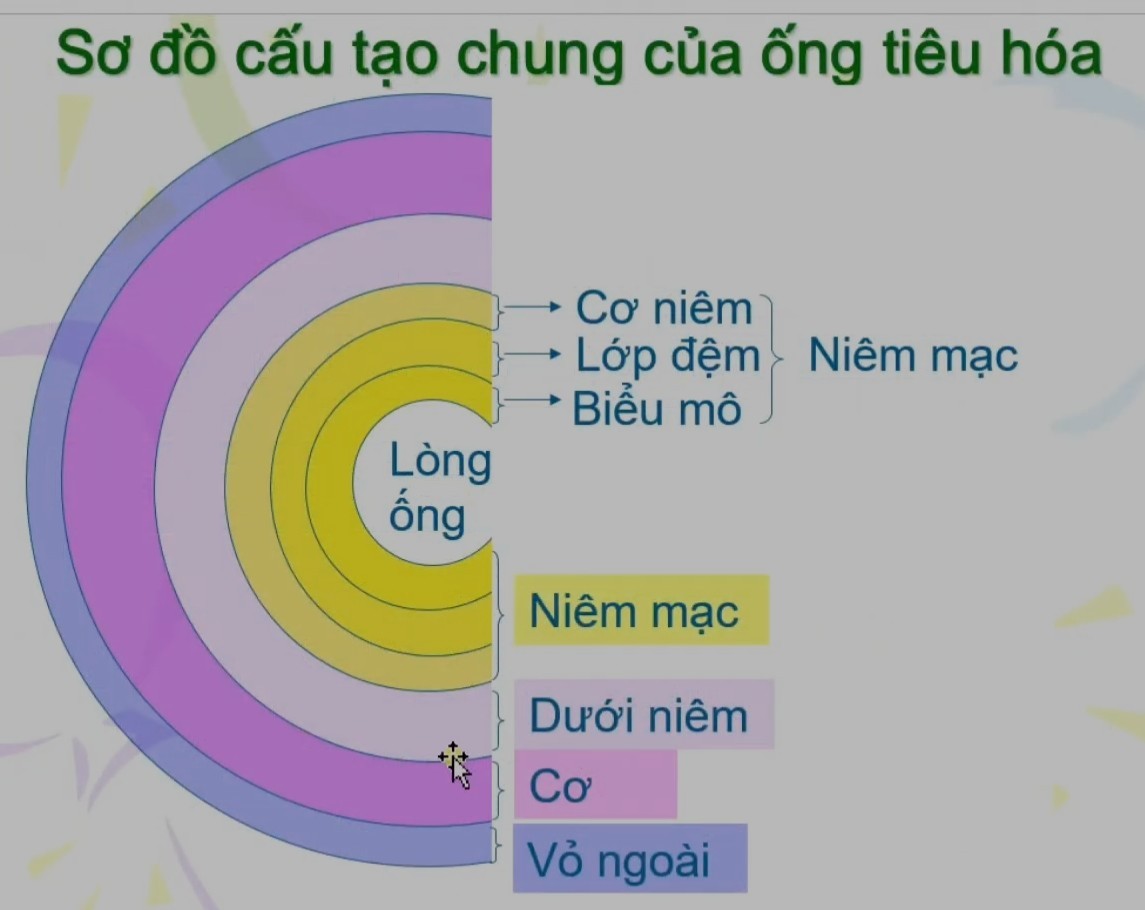 Sơ đồ cấu tạo chung của ống tiêu hóa
Cơ niêm
Lớp đệm
Biểu mô
Niêm mạc
Lòng
ống
Niêm mạc
Dưới niêm
Cơ
Vỏ ngoài